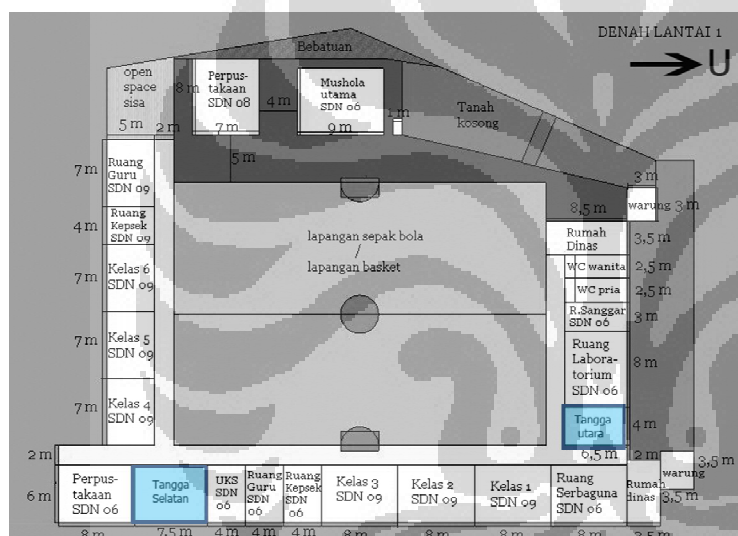 DENAH LANTAI 1
U
Bebatuan
open
space
sisa
8 m
Perpus-
takaan
SDN 08
4 m
Mushola
utama
SDN 06
Tanah
kosong
5 m
2 m
7 m
9 m
1 m
5 m
3 m
7 m
Ruang
Guru
SDN 09
8,5 m
warung
3 m
4 m
Ruang
Kepsek
SDN 09
lapangan sepak bola
/
lapangan basket
Rumah
Dinas
3,5 m
7 m
Kelas 6
SDN 09
WC wanita
2,5 m
WC pria
2,5 m
R.Sanggar
SDN 06
3 m
7 m
Kelas 5
SDN 09
Ruang
Labora-
torium
SDN 06
8 m
7 m
Kelas 4
SDN 09
Tangga
utara
4 m
2 m
6,5 m
2 m
3,5 m
6 m
Perpus-
takaan
SDN 06
Tangga
Selatan
UKS
SDN
06
Ruang
Guru
SDN
06
Ruang
Kepsek
SDN
06
Kelas 3
SDN 09
Kelas 2
SDN 09
Kelas 1
SDN 09
Ruang
Serbaguna
SDN 06
Rumah
dinas
warung
3,5 m
8 m
7,5 m
4 m
4 m
4 m
8 m
8 m
8 m
8 m
3,5 m